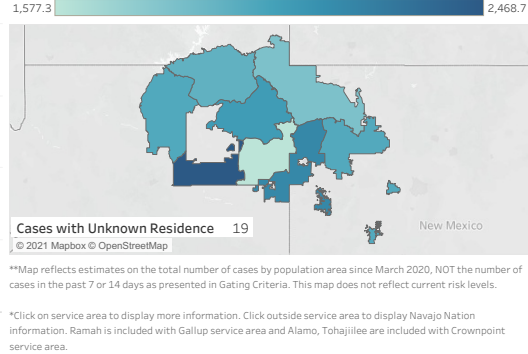 1,577.3 2,468.7
New Mexico
Cases with Unknown Residence 19
© 2021 Mapbox © OpenStreetMap
**Map reflects estimates on the total number of cases by population area since March 2020, NOT the number of
cases in the past 7 or 14 days as presented in Gating Criteria. This map does not reflect current risk levels.
*Click on service area to display more information. Click outside service area to display Navajo Nation
information. Ramah is included with Gallup service area and Alamo, Tohajiilee are included with Crownpoint
service area.